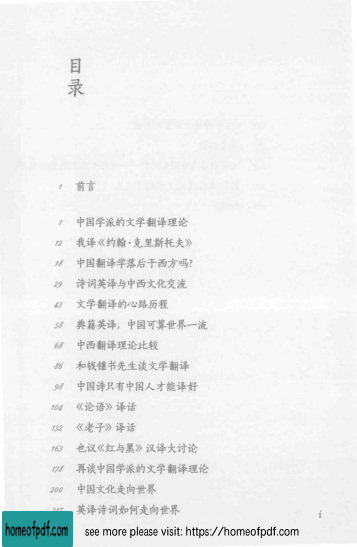 目
录
1 前言
1 中国学派的文学翻译理论
12 我译《约翰·克里斯托夫》
18 中国翻译学落后于西方吗?
29 诗词英译与中西文化交流
43 文学翻译的心路历程
58 典籍英译，中国可算世界一流
68 中西翻译理论比较
86 和钱锺书先生谈文学翻译
98 中国诗只有中国人才能译好
104 《论语》译话
132 《老子》译话
163 也议《红与黑》汉译大讨论
178 再谈中国学派的文学翻译理论
200 中国文化走向世界
英译诗词如何走向世界
i
homeofpdf.com see more please visit: https://homeofpdf.com